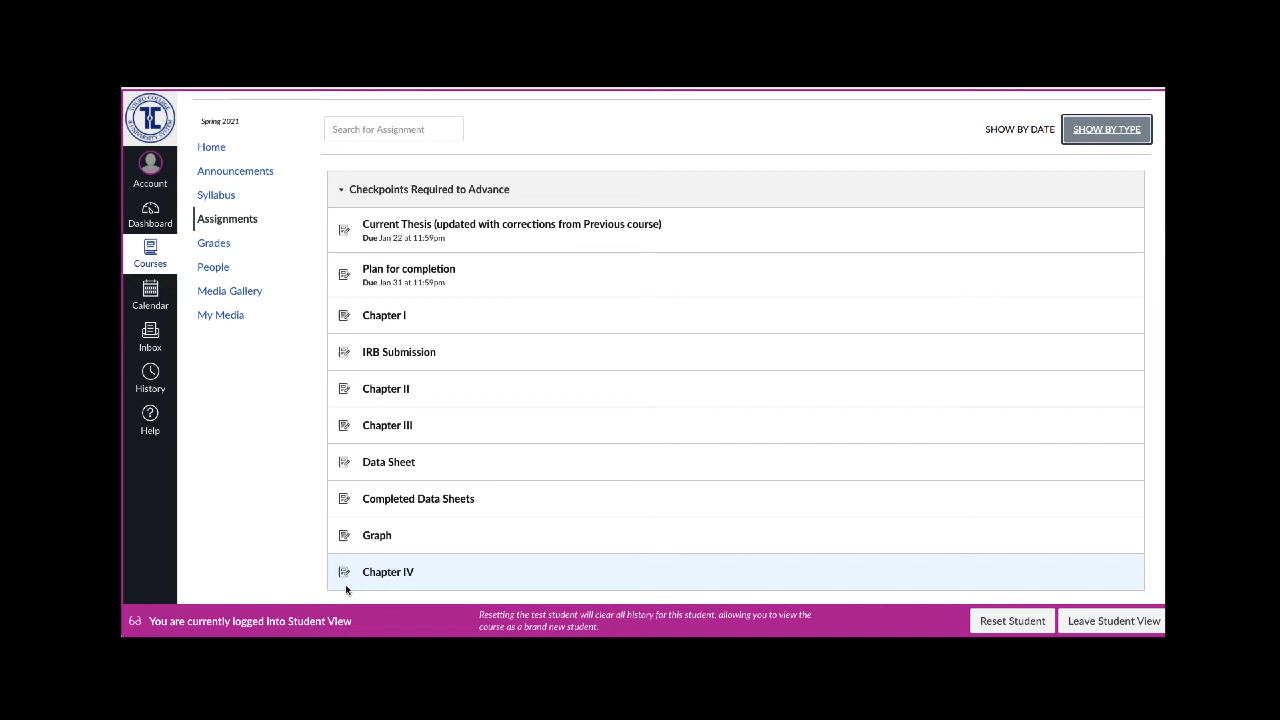 TOURO COLLEGE
& UNIVERSITY SYSTEM
TC
Account
Dashboard
Courses
Calendar
Inbox
History
Help
Spring 2021
Home
Announcements
Syllabus
Assignments
Grades
People
Media Gallery
My Media
Search for Assignment
SHOW BY DATE
SHOW BY TYPE
Checkpoints Required to Advance
Current Thesis (updated with corrections from Previous course)
Due Jan 22 at 11:59pm
Plan for completion
Due Jan 31 at 11:59pm
Chapter I
IRB Submission
Chapter II
Chapter III
Data Sheet
Completed Data Sheets
Graph
Chapter IV
You are currently logged into Student View
Resetting the test student will clear all history for this student, allowing you to view the
course as a brand new student.
Reset Student
Leave Student View